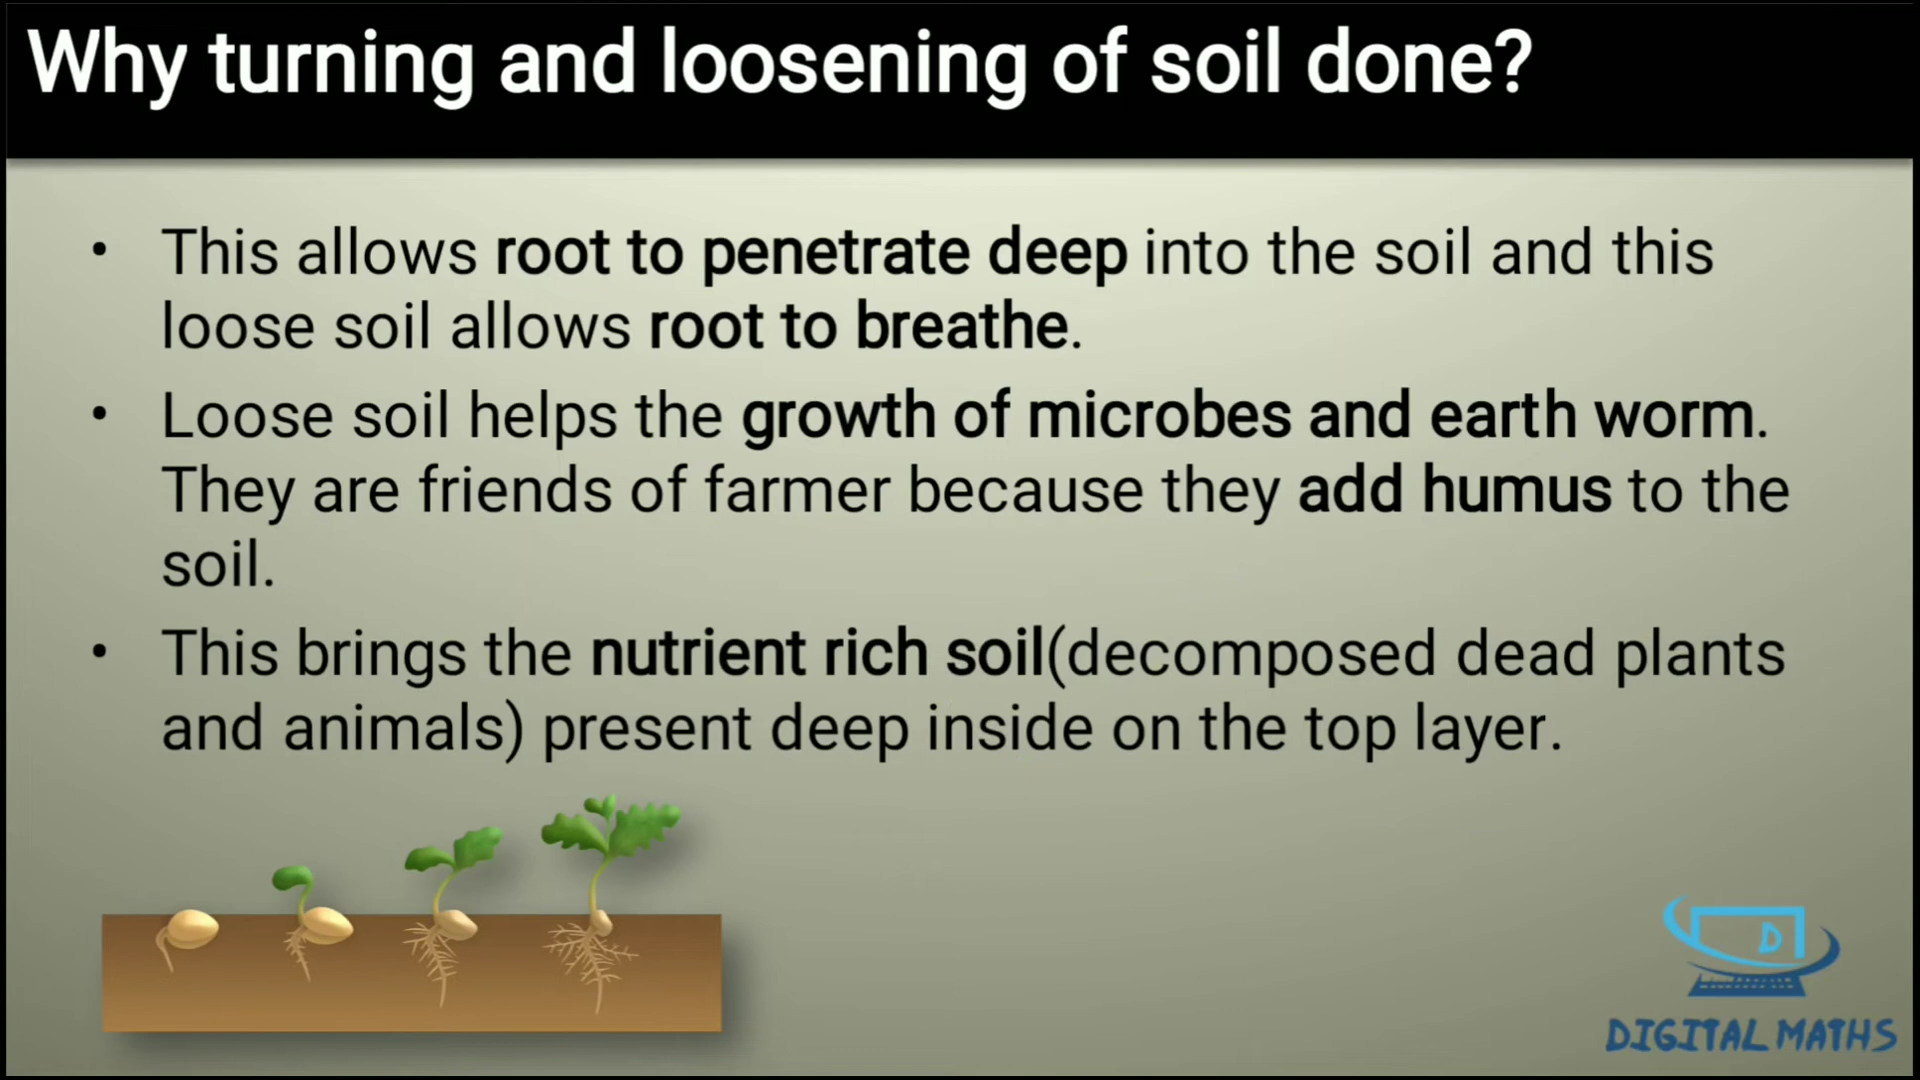 Why turning and loosening of soil done?
• This allows root to penetrate deep into the soil and this
loose soil allows root to breathe.
• Loose soil helps the growth of microbes and earth worm.
They are friends of farmer because they add humus to the
soil.
• This brings the nutrient rich soil(decomposed dead plants
and animals) present deep inside on the top layer.
D
DIGITAL MATHS